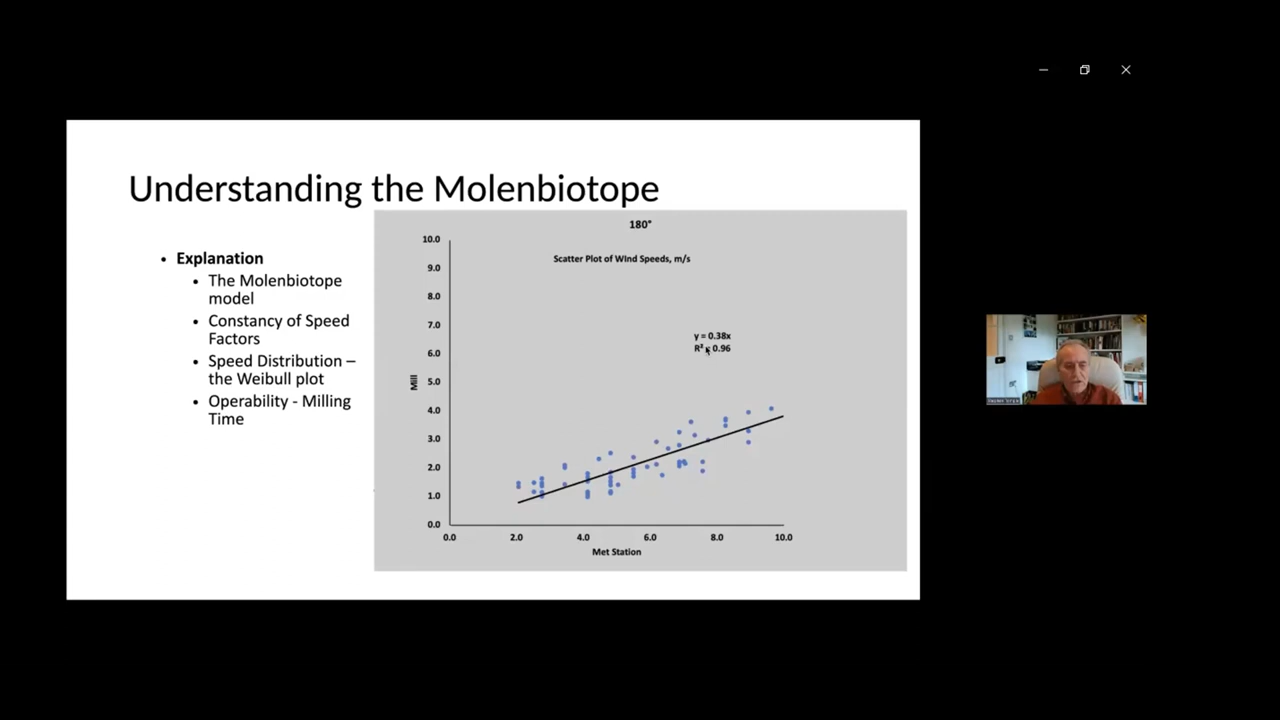 Understanding the Molenbiotope
• Explanation
• The Molenbiotope
model
• Constancy of Speed
Factors
• Speed Distribution –
the Weibull plot
• Operability - Milling
Time
180°
Scatter Plot of WInd Speeds, m/s
y = 0.38x
R² = 0.96
Mill
10.0
9.0
8.0
7.0
6.0
5.0
4.0
3.0
2.0
1.0
0.0
0.0 2.0 4.0 6.0 8.0 10.0
Met Station